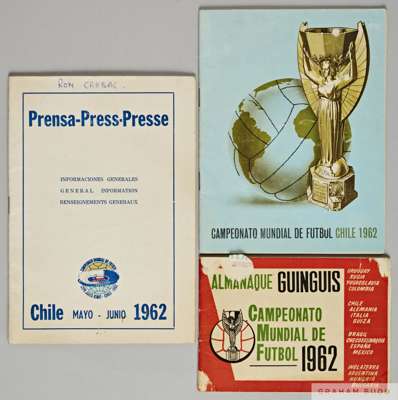 Prensa-Press-Presse
INFORMACIONES GENERALES
GENERAL INFORMATION
RENSEIGNEMENTS GENERAUX
Chile MAYO - JUNIO 1962
CAMPEONATO MUNDIAL DE FUTBOL CHILE 1962
ALMANAQUE GUINGUIS
CAMPEONATO
MUNDIAL DE
FUTBOL 1962
URUGUAY
RUSIA
YUGOESLAVIA
COLOMBIA
CHILE
ALEMANIA
ITALIA
SUIZA
BRASIL
CHECOESLOVAQUIA
ESPAÑA
MEXICO
INGLATERRA
ARGENTINA
HUNGRIA
BULGARIA
GRAHAM BUDD